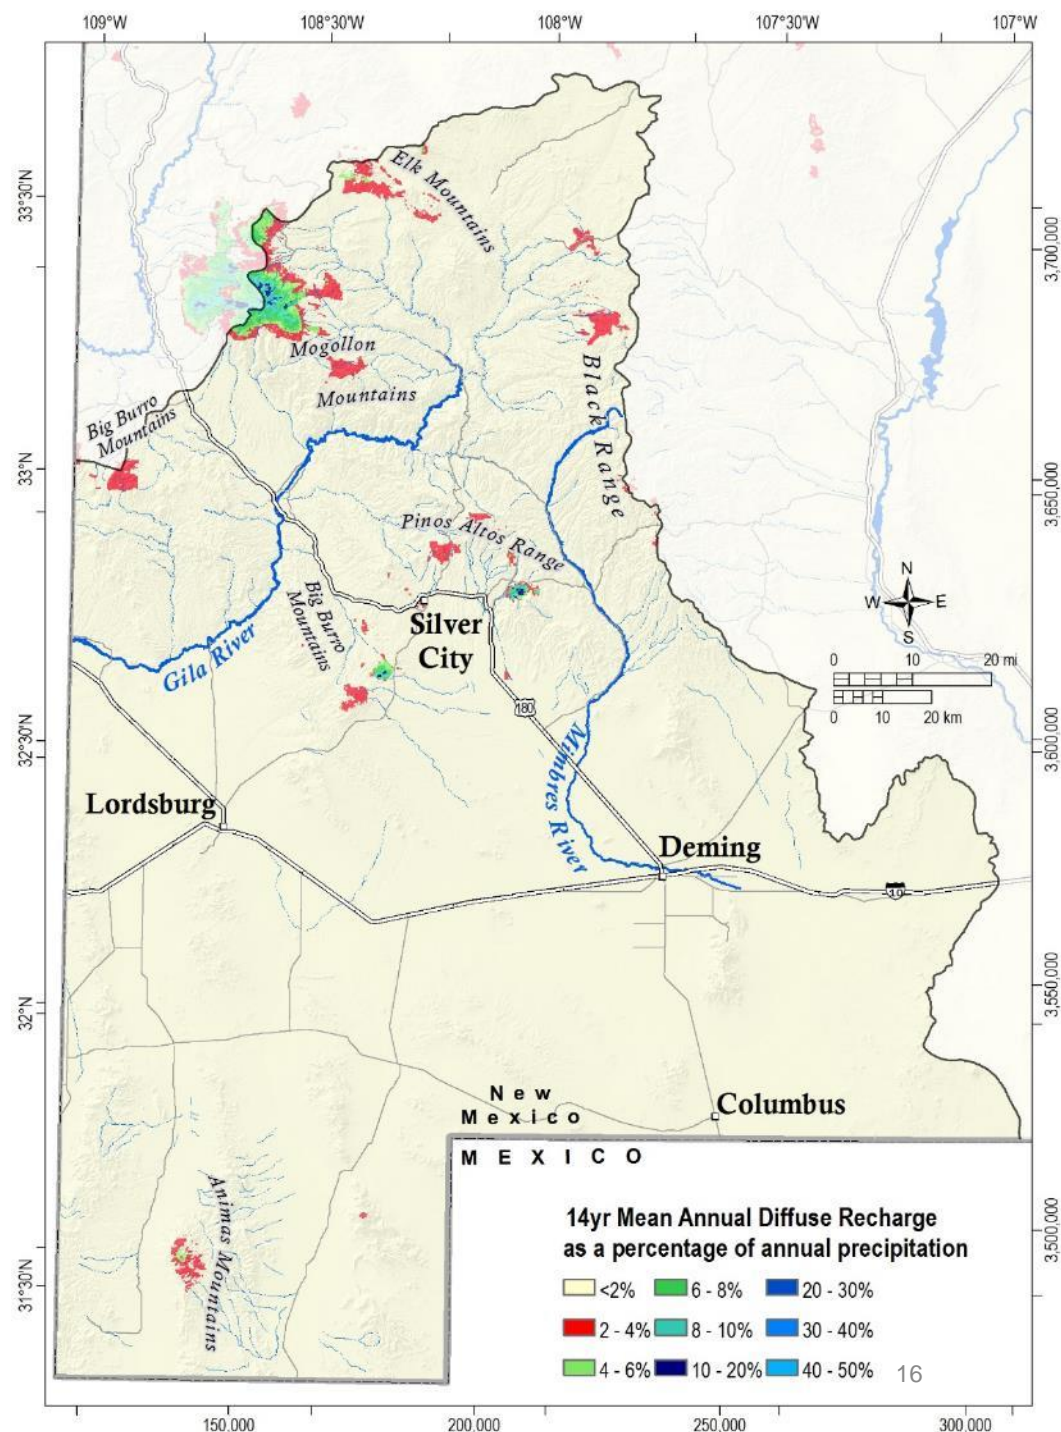 109°W
108°30'W
108°W
107°30'W
107°W
33°30'N
33°N
32°30'N
32°N
31°30'N
3,700,000
3,650,000
3,600,000
3,550,000
3,500,000
Elk Mountains
Mogollon
Mountains
Big Burro
Mountains
Black Range
Pinos Altos Range
Big Burro
Mountains
Silver
City
Gila River
180
Mimbres River
N
W E
S
0 10 20 mi
0 10 20 km
Lordsburg
Deming
10
New
Mexico
Columbus
MEXICO
Animas Mountains
14yr Mean Annual Diffuse Recharge
as a percentage of annual precipitation
<2% 6 - 8% 20 - 30%
2 - 4% 8 - 10% 30 - 40%
4 - 6% 10 - 20% 40 - 50%
16
150,000
200,000
250,000
300,000